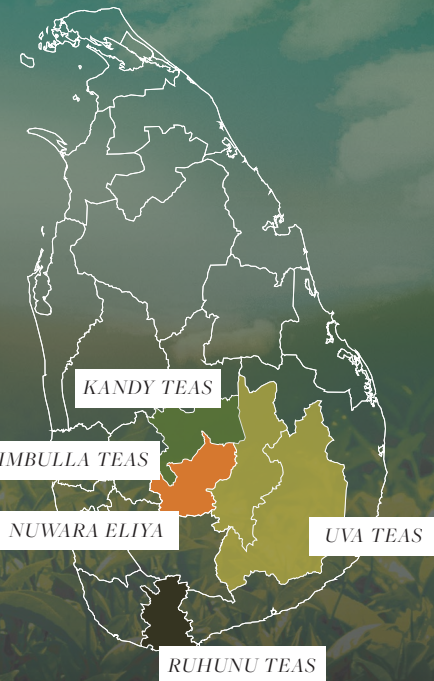 KANDY TEAS
IMBULLA TEAS
NUWARA ELIYA
UVA TEAS
RUHUNU TEAS